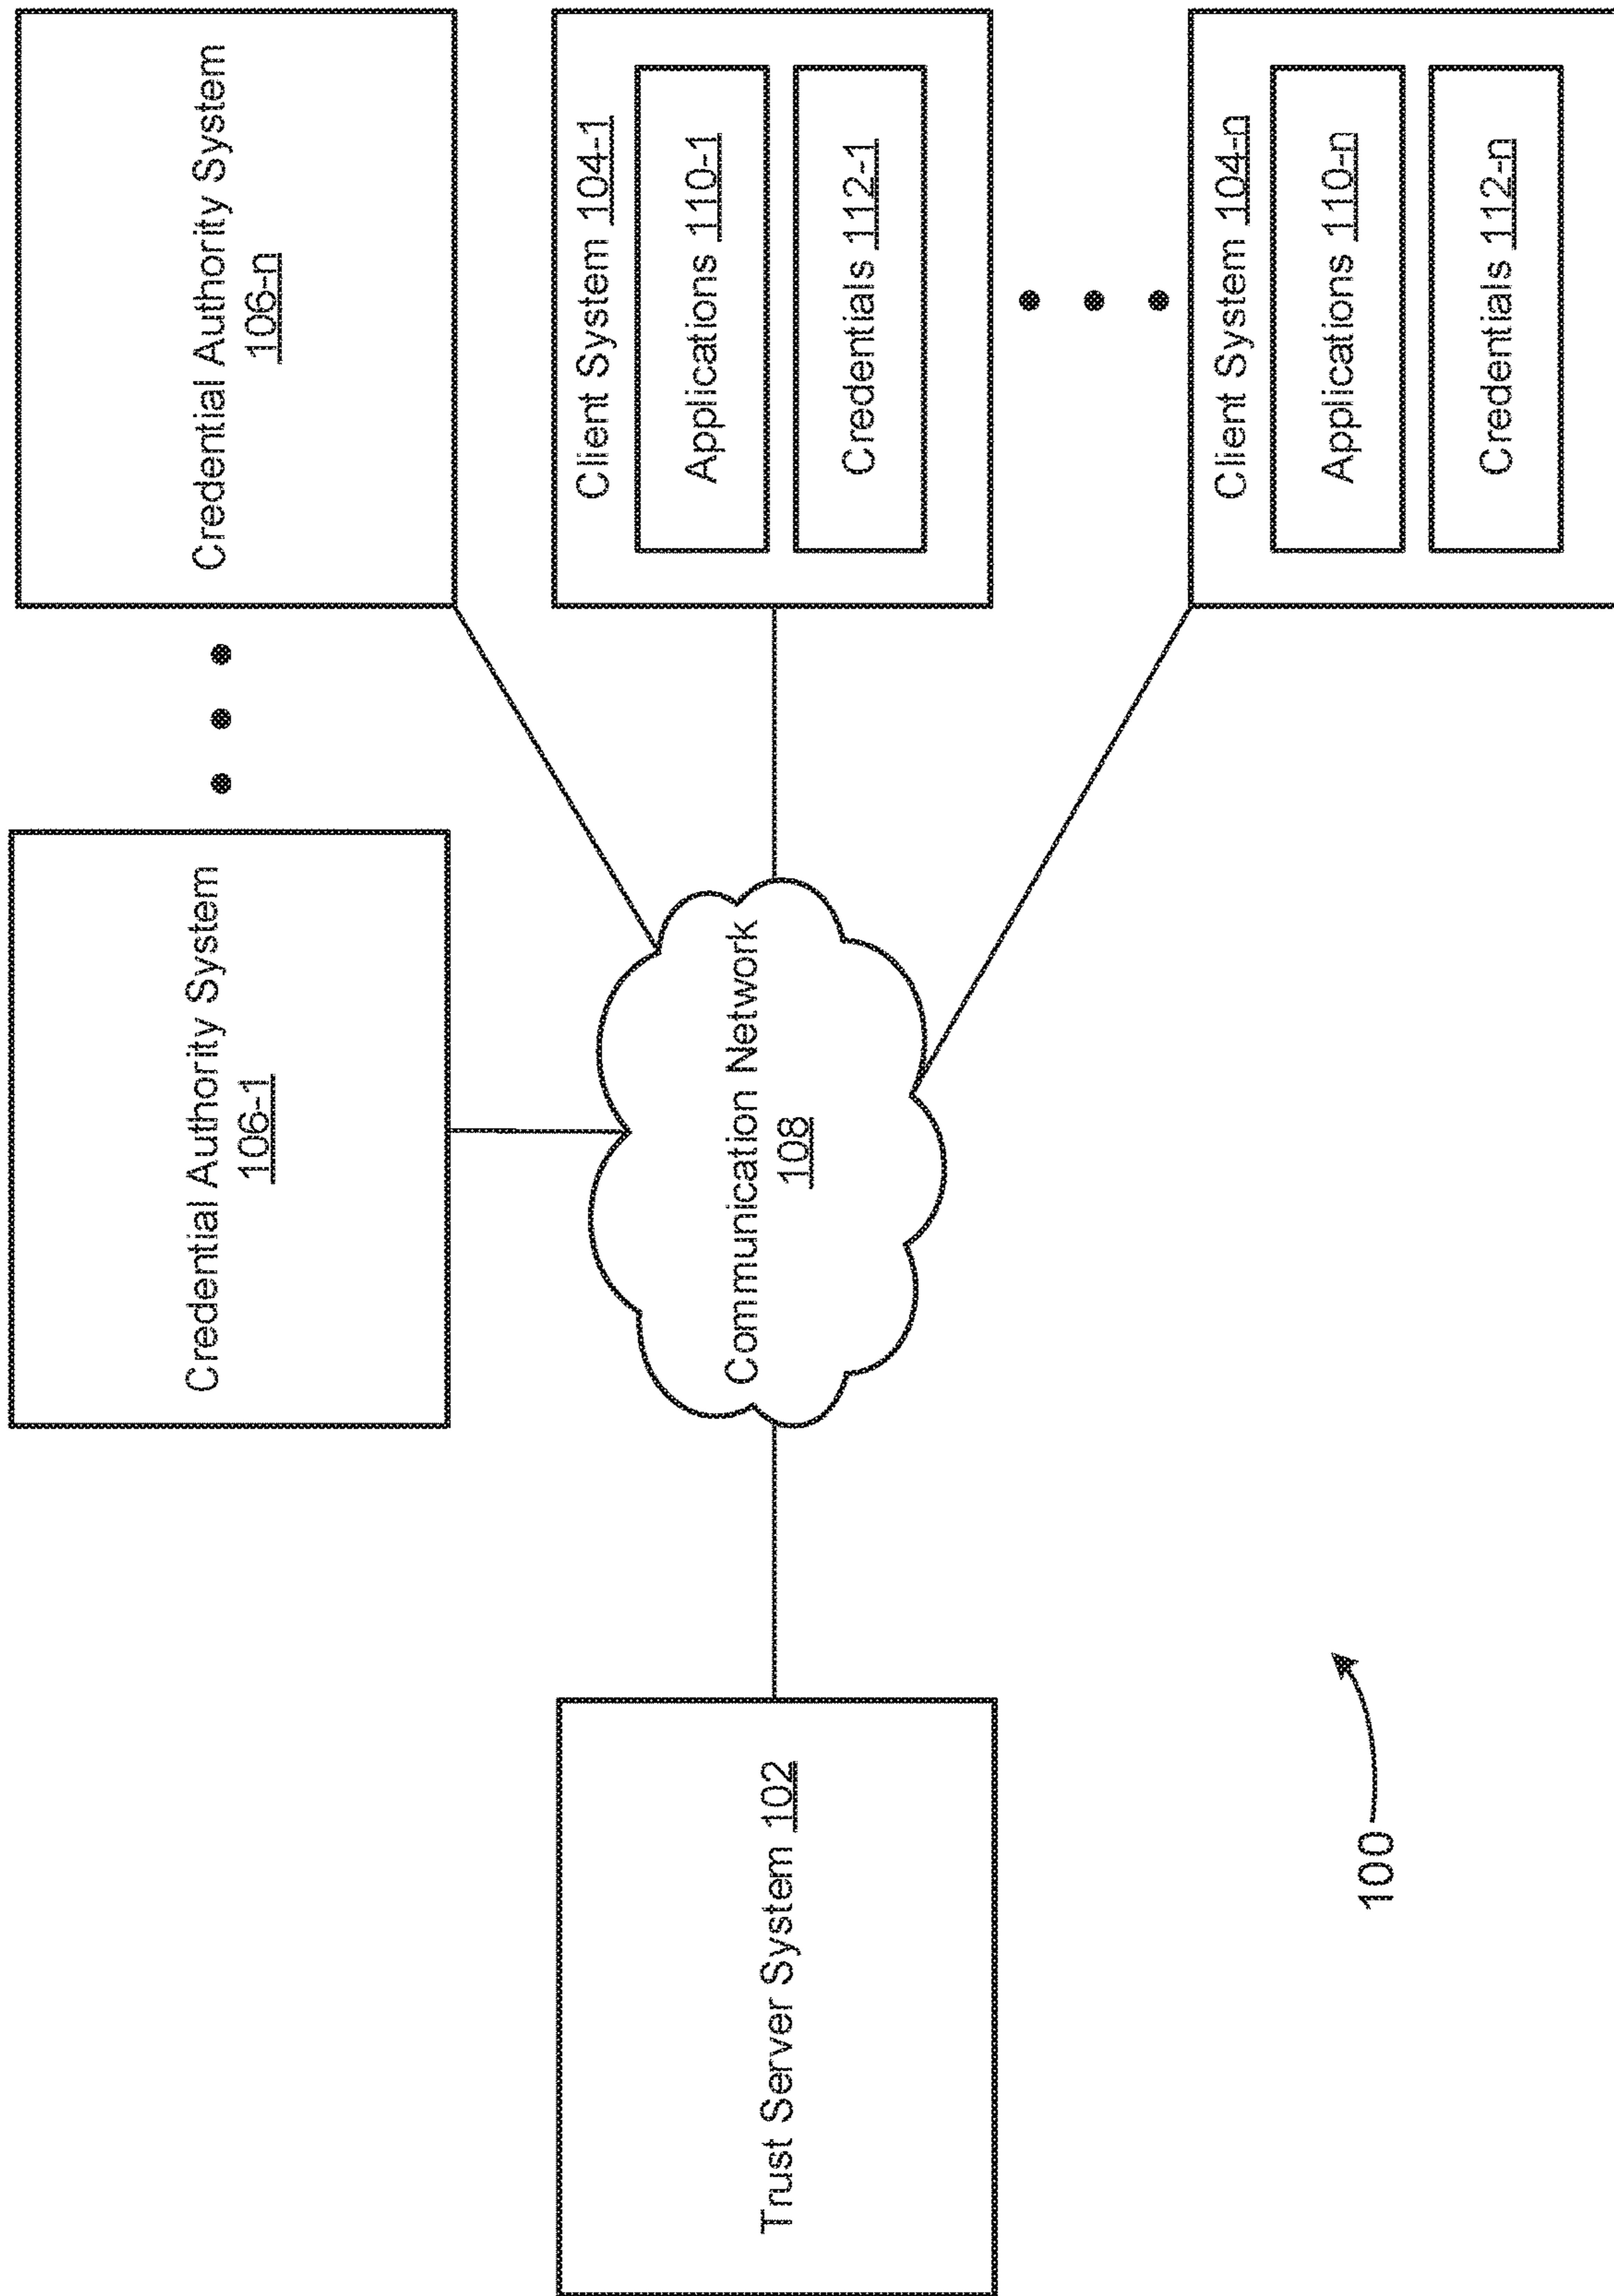 Credential Authority System
106-1
Credential Authority System
106-n
Trust Server System 102
Communication Network
108
Client System 104-1
Applications 110-1
Credentials 112-1
Client System 104-n
Applications 110-n
Credentials 112-n
100